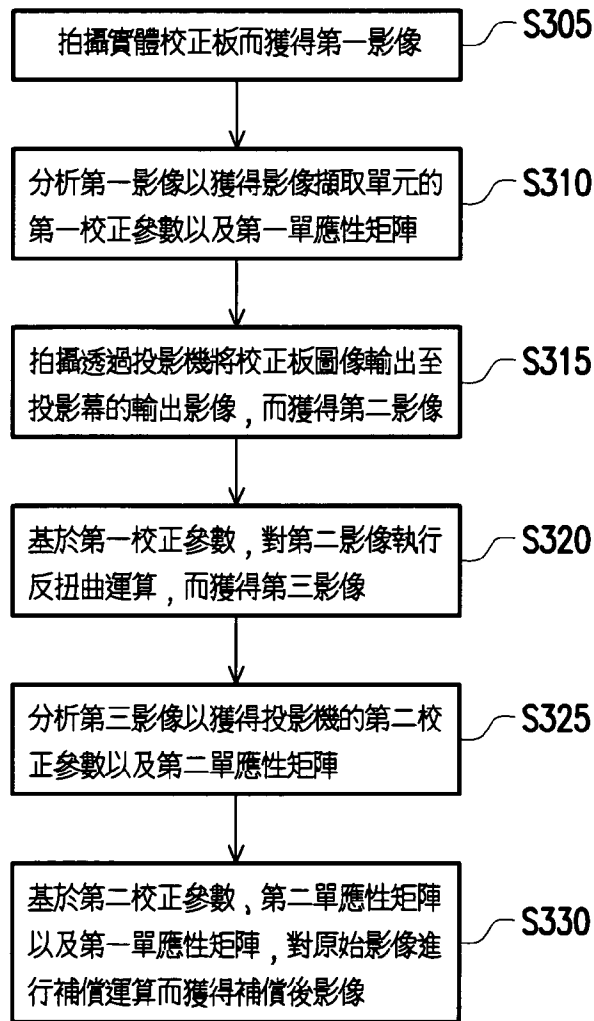 拍攝實體校正板而獲得第一影像
S305
分析第一影像以獲得影像擷取單元的
第一校正參數以及第一單應性矩陣
S310
拍攝透過投影機將校正板圖像輸出至
投影幕的輸出影像,而獲得第二影像
S315
基於第一校正參數,對第二影像執行
反扭曲運算,而獲得第三影像
S320
分析第三影像以獲得投影機的第二校
正參數以及第二單應性矩陣
S325
基於第二校正參數、第二單應性矩陣
以及第一單應性矩陣,對原始影像進
行補償運算而獲得補償後影像
S330